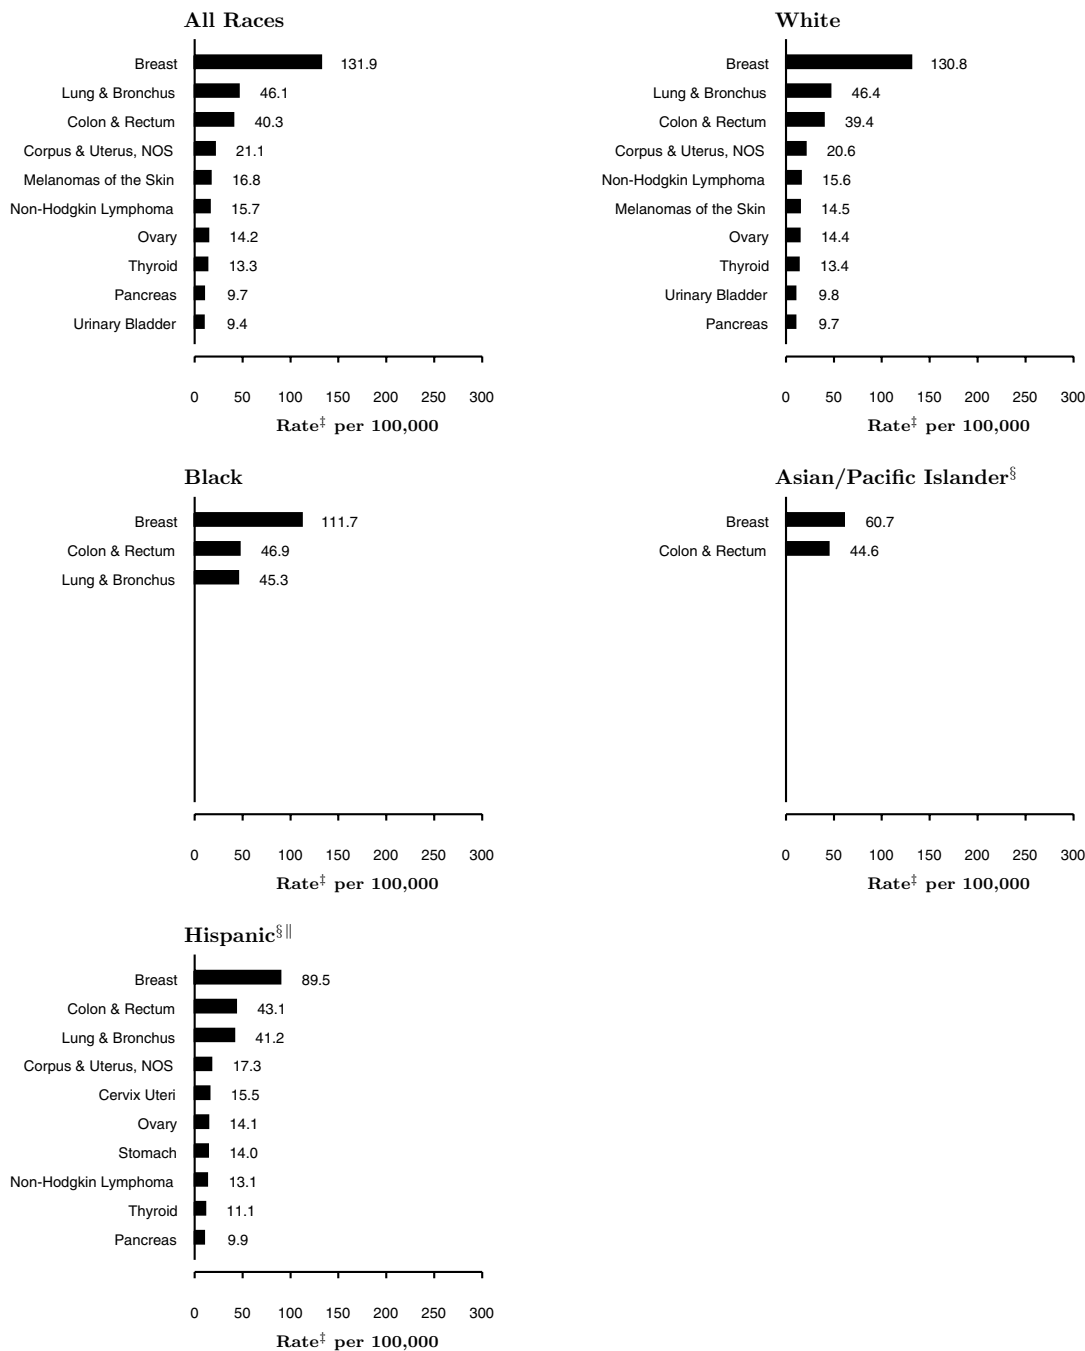 All Races
Breast 131.9
Lung & Bronchus 46.1
Colon & Rectum 40.3
Corpus & Uterus, NOS 21.1
Melanomas of the Skin 16.8
Non-Hodgkin Lymphoma 15.7
Ovary 14.2
Thyroid 13.3
Pancreas 9.7
Urinary Bladder 9.4
0 50 100 150 200 250 300
Rate‡ per 100,000
White
Breast 130.8
Lung & Bronchus 46.4
Colon & Rectum 39.4
Corpus & Uterus, NOS 20.6
Non-Hodgkin Lymphoma 15.6
Melanomas of the Skin 14.5
Ovary 14.4
Thyroid 13.4
Urinary Bladder 9.8
Pancreas 9.7
0 50 100 150 200 250 300
Rate‡ per 100,000
Black
Breast 111.7
Colon & Rectum 46.9
Lung & Bronchus 45.3
0 50 100 150 200 250 300
Rate‡ per 100,000
Asian/Pacific Islander§
Breast 60.7
Colon & Rectum 44.6
0 50 100 150 200 250 300
Rate‡ per 100,000
Hispanic§‖
Breast 89.5
Colon & Rectum 43.1
Lung & Bronchus 41.2
Corpus & Uterus, NOS 17.3
Cervix Uteri 15.5
Ovary 14.1
Stomach 14.0
Non-Hodgkin Lymphoma 13.1
Thyroid 11.1
Pancreas 9.9
0 50 100 150 200 250 300
Rate‡ per 100,000